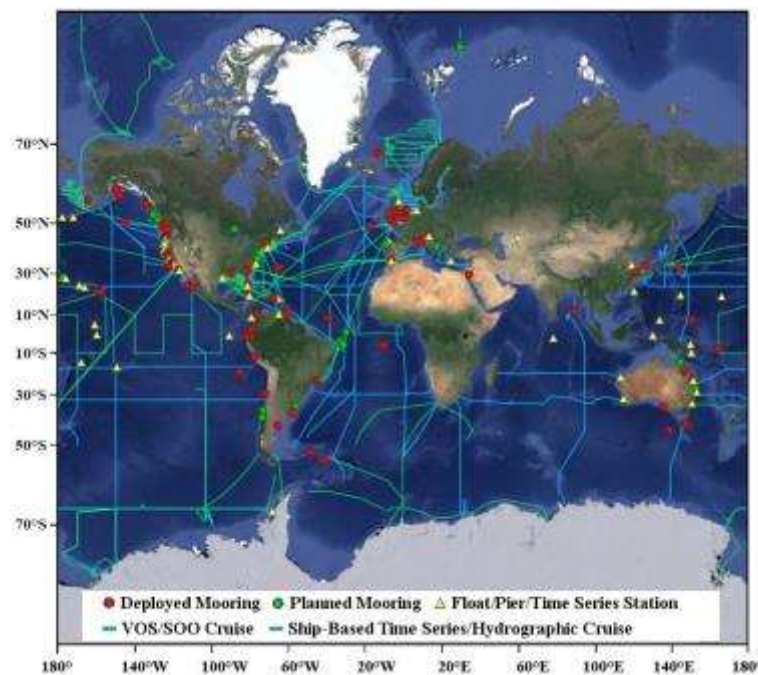 70°N
50°N
30°N
10°N
10°S
30°S
50°S
70°S
Deployed Mooring Planned Mooring Float/Pier/Time Series Station
VOS/SOO Cruise Ship-Based Time Series/Hydrographic Cruise
180° 140°W 100°W 60°W 20°W 20°E 60°E 100°E 140°E 180°